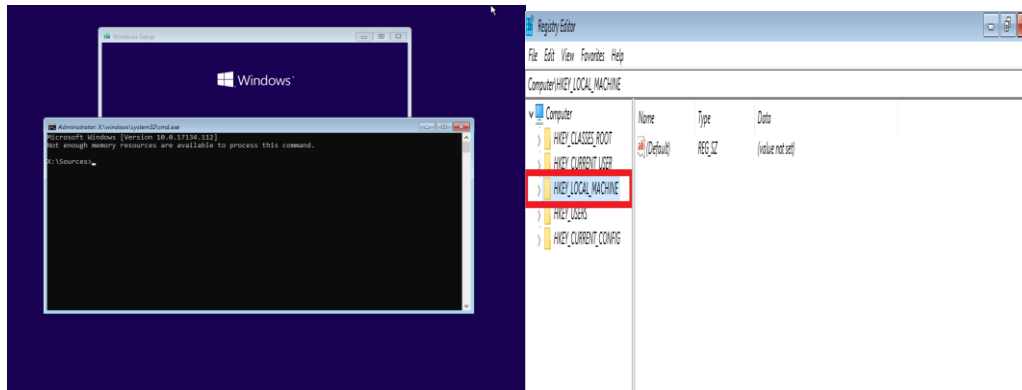 Windows Setup
Windows
Administrator: X:\windows\system32\cmd.exe
Microsoft Windows [Version 10.0.17134.112]
Not enough memory resources are available to process this command.
X:\Sources>_
Registry Editor
File Edit View Favorites Help
Computer\HKEY_LOCAL_MACHINE
Computer
HKEY_CLASSES_ROOT
HKEY_CURRENT_USER
HKEY_LOCAL_MACHINE
HKEY_USERS
HKEY_CURRENT_CONFIG
Name Type Data
ab (Default) REG_SZ (value not set)